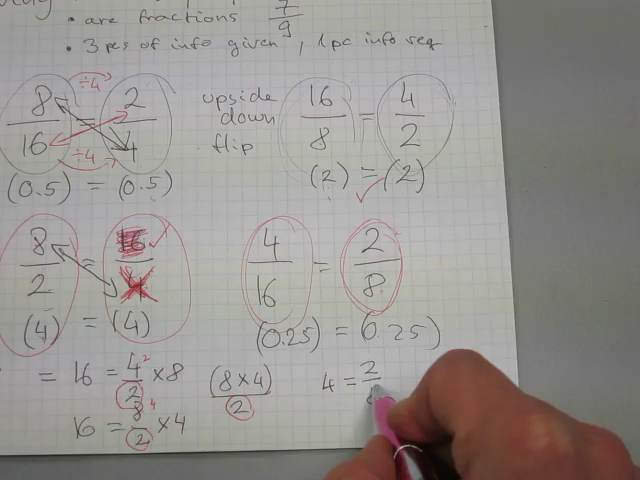 • are fractions 7/9
• 3 pcs of info given, 1 pc info req
÷4
8/16 = 2/4
÷4
(0.5) = (0.5)
upside down flip
16/8 = 4/2
(2) = (2) ✓
8/2 = 16 ✓/4
(4) = (4)
4/16 = 2/8
(0.25) = (0.25)
= 16 = 4²/2 × 8
(8 × 4)/2
4 = 2/8
16 = 8⁴/2 × 4